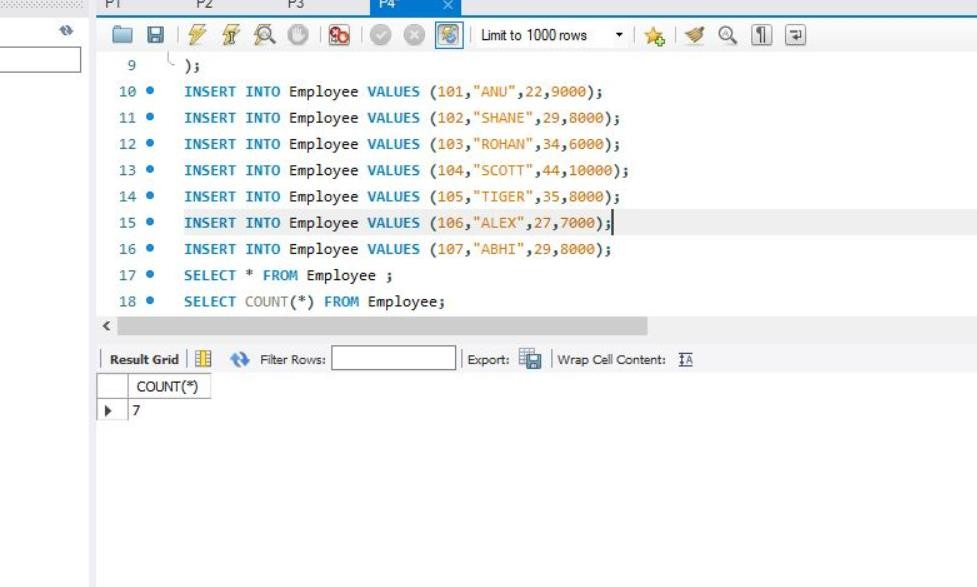 P1 P2 P3 P4*
Limit to 1000 rows
9 );
10 INSERT INTO Employee VALUES (101,"ANU",22,9000);
11 INSERT INTO Employee VALUES (102,"SHANE",29,8000);
12 INSERT INTO Employee VALUES (103,"ROHAN",34,6000);
13 INSERT INTO Employee VALUES (104,"SCOTT",44,10000);
14 INSERT INTO Employee VALUES (105,"TIGER",35,8000);
15 INSERT INTO Employee VALUES (106,"ALEX",27,7000);
16 INSERT INTO Employee VALUES (107,"ABHI",29,8000);
17 SELECT * FROM Employee ;
18 SELECT COUNT(*) FROM Employee;
Result Grid Filter Rows: Export: Wrap Cell Content:
COUNT(*)
7